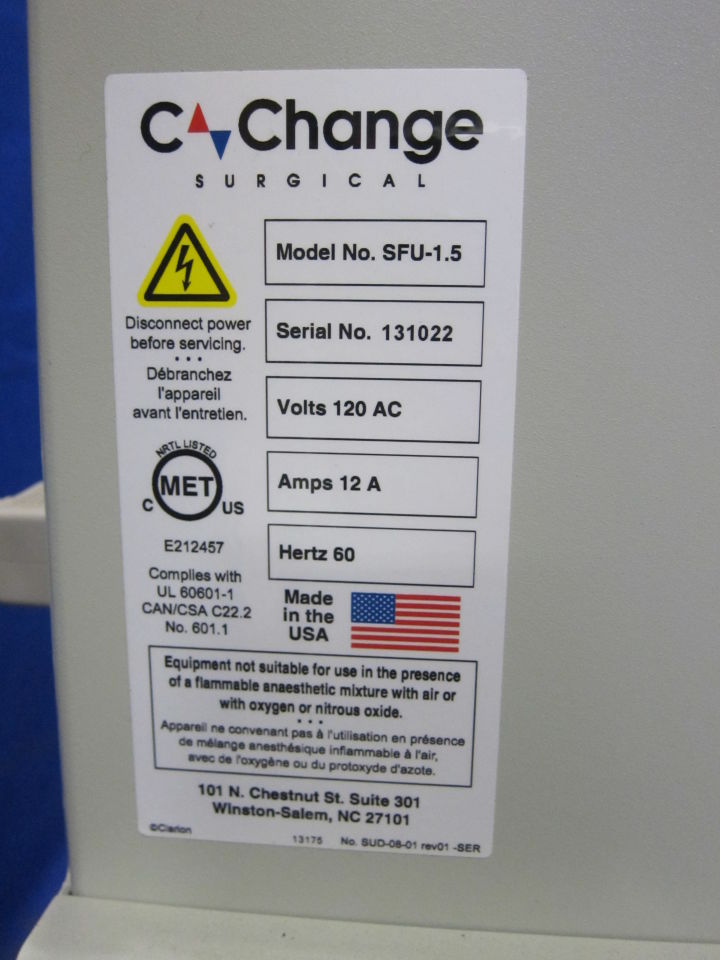 C Change
SURGICAL
Model No. SFU-1.5
Serial No. 131022
Volts 120 AC
Amps 12 A
Hertz 60
Disconnect power
before servicing.
• • •
Débranchez
l'appareil
avant l'entretien.
NRTL LISTED
MET
C US
E212457
Complies with
UL 60601-1
CAN/CSA C22.2
No. 601.1
Made
in the
USA
Equipment not suitable for use in the presence
of a flammable anaesthetic mixture with air or
with oxygen or nitrous oxide.
• • •
Appareil ne convenant pas à l'utilisation en présence
de mélange anesthésique inflammable à l'air,
avec de l'oxygène ou du protoxyde d'azote.
101 N. Chestnut St. Suite 301
Winston-Salem, NC 27101
©Clarion
13175 No. SUD-08-01 rev01 -SER